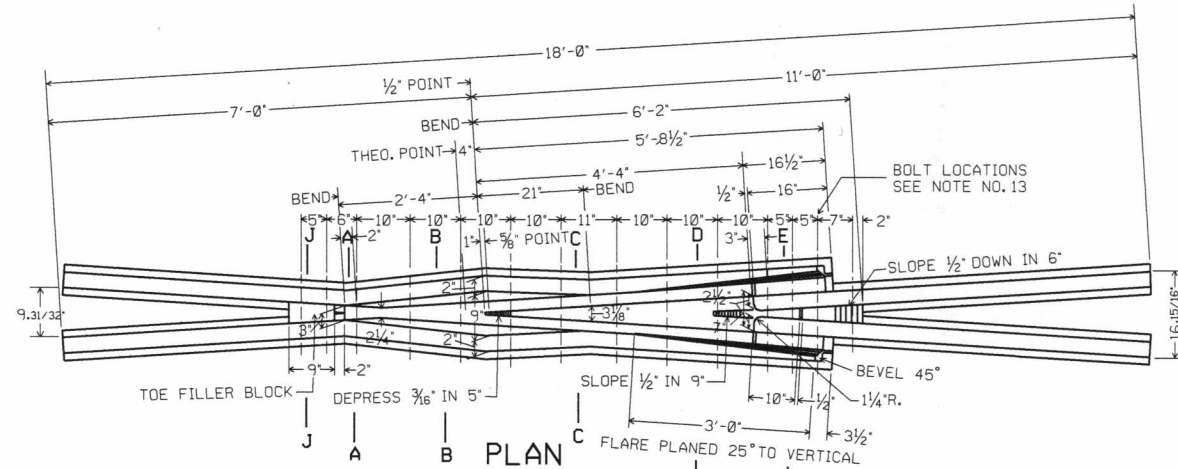 18'-0"
½" POINT
11'-0"
7'-0"
6'-2"
BEND
5'-8½"
THEO. POINT
4"
4'-4"
16½"
BOLT LOCATIONS
SEE NOTE NO. 13
BEND
2'-4"
21"
BEND
½"
16"
5"
6"
10"
10"
10"
10"
11"
10"
10"
10"
5"
5"
7"
2"
J
A
2"
B
1"
⅝" POINT
C
D
3"
E
SLOPE ½" DOWN IN 6"
2"
2½"
9.31/32"
9"
3⅛"
16.15/16"
3"
2¼"
2"
7"
BEVEL 45°
9"
2"
SLOPE ½" IN 9"
TOE FILLER BLOCK
DEPRESS 3⁄16" IN 5"
10"
½"
1¼"R.
3'-0"
3½"
J
A
B
C
PLAN
FLARE PLANED 25° TO VERTICAL